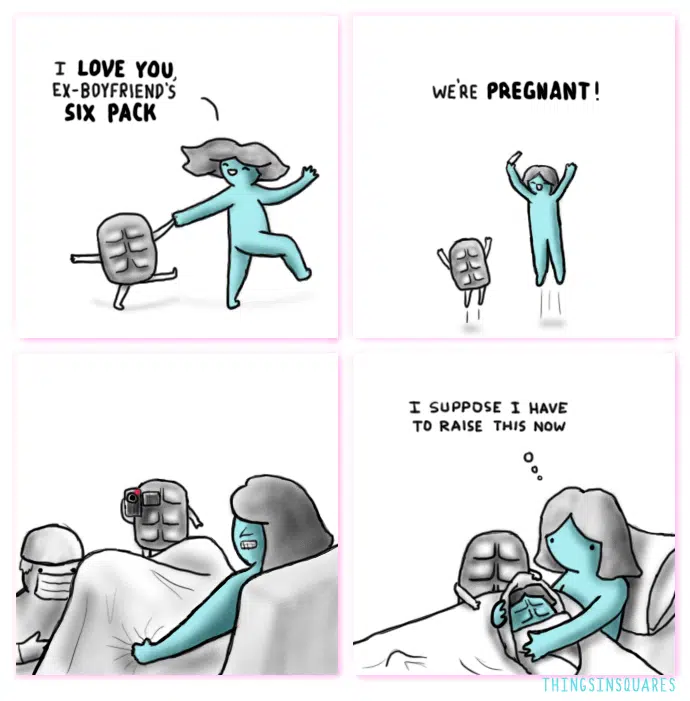 I LOVE YOU,
EX-BOYFRIEND'S
SIX PACK
WE'RE PREGNANT!
I SUPPOSE I HAVE
TO RAISE THIS NOW
THINGSINSQUARES